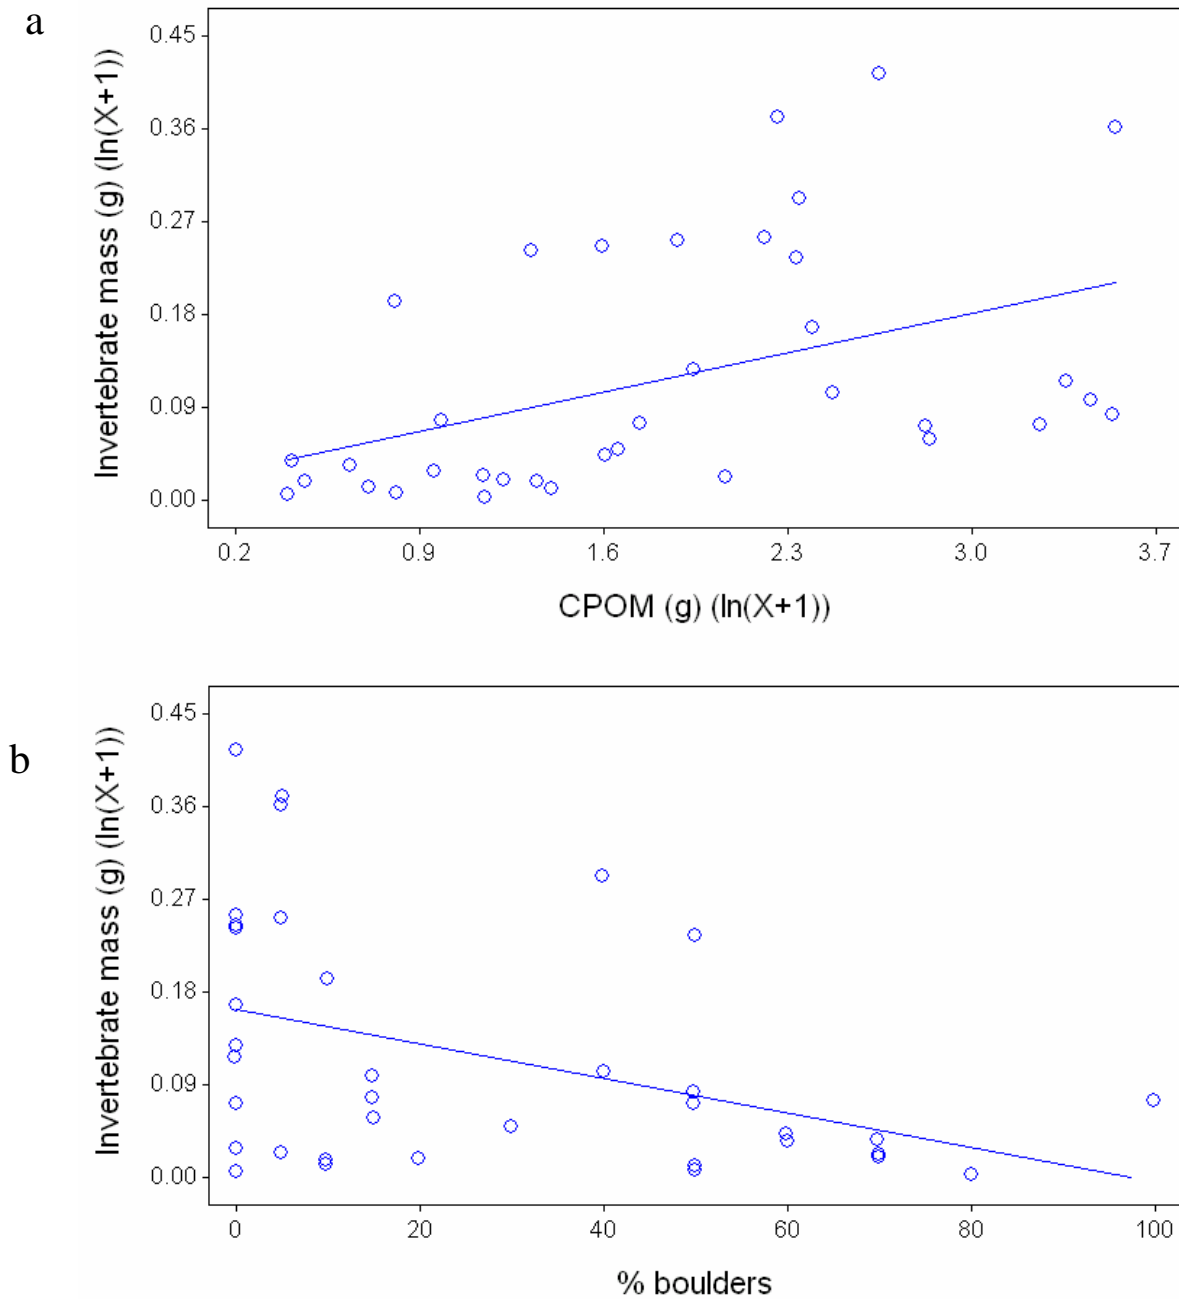 a
Invertebrate mass (g) (ln(X+1))
0.45
0.36
0.27
0.18
0.09
0.00
0.2 0.9 1.6 2.3 3.0 3.7
CPOM (g) (ln(X+1))
b
Invertebrate mass (g) (ln(X+1))
0.45
0.36
0.27
0.18
0.09
0.00
0 20 40 60 80 100
% boulders